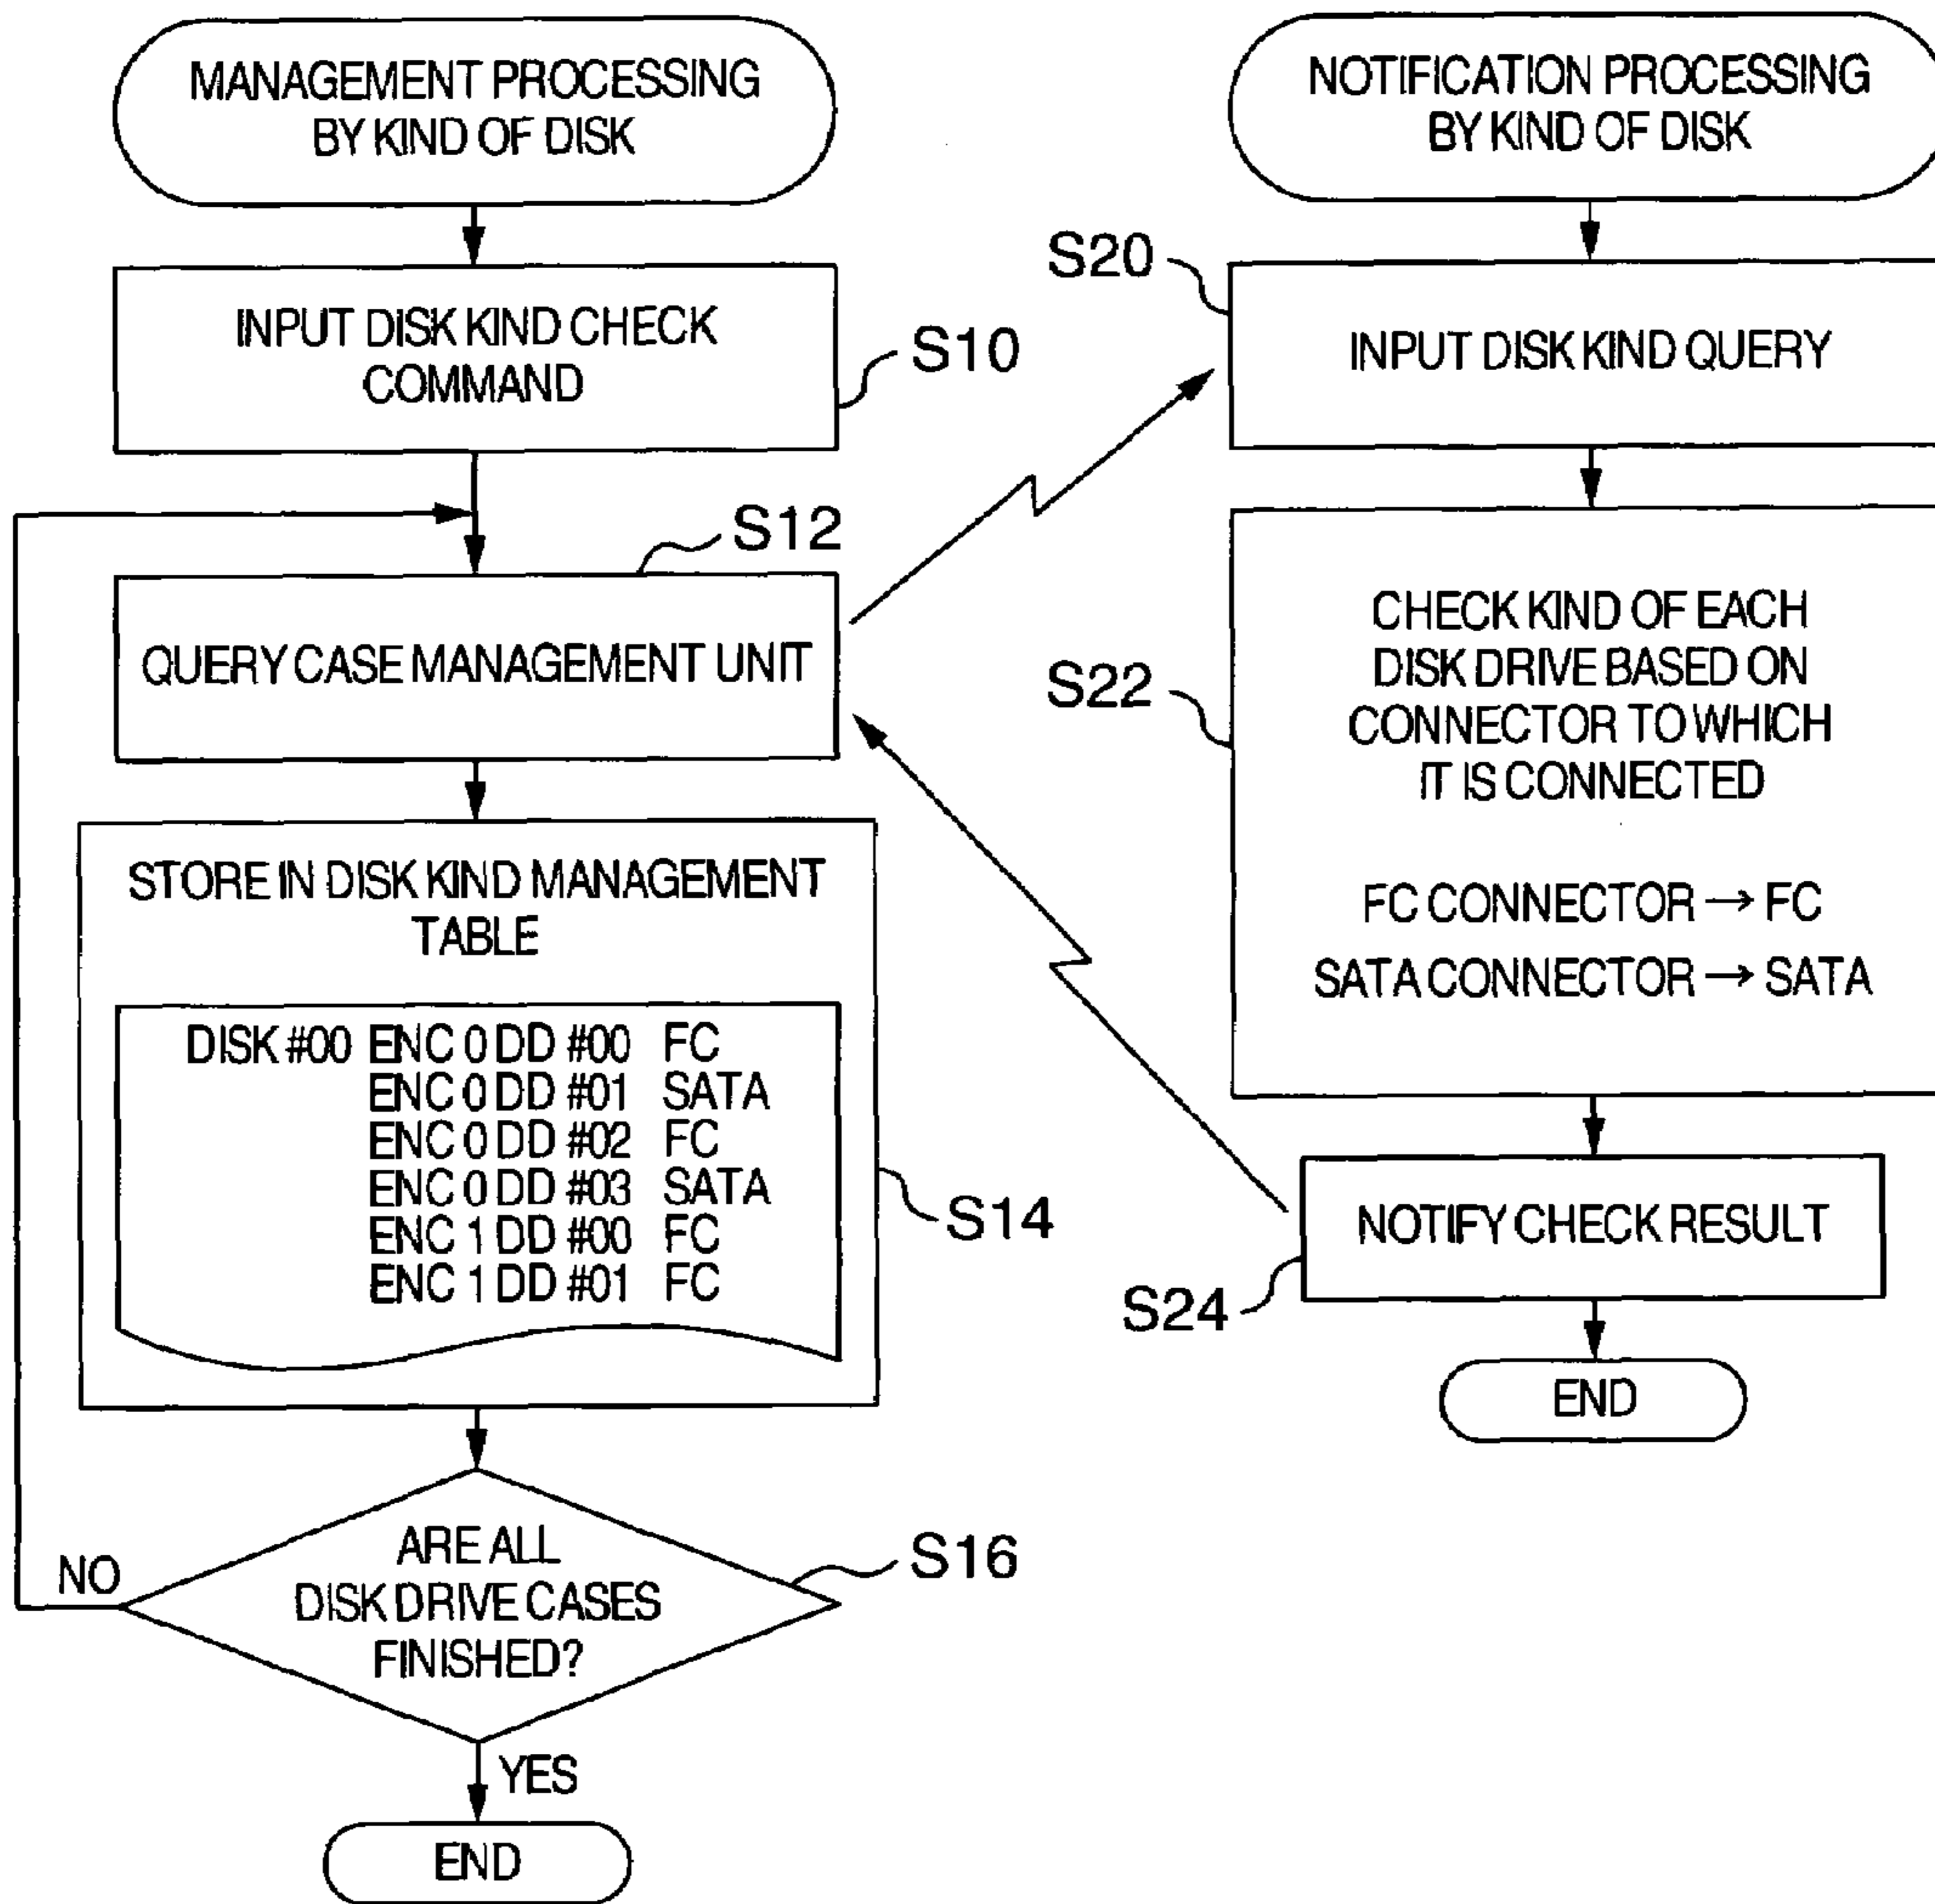 MANAGEMENT PROCESSING
BY KIND OF DISK
INPUT DISK KIND CHECK
COMMAND
S10
S12
QUERY CASE MANAGEMENT UNIT
STORE IN DISK KIND MANAGEMENT
TABLE
DISK #00 ENC 0 DD #00 FC
ENC 0 DD #01 SATA
ENC 0 DD #02 FC
ENC 0 DD #03 SATA
ENC 1 DD #00 FC
ENC 1 DD #01 FC
S14
ARE ALL
DISK DRIVE CASES
FINISHED?
S16
NO
YES
END
NOTIFICATION PROCESSING
BY KIND OF DISK
S20
INPUT DISK KIND QUERY
S22
CHECK KIND OF EACH
DISK DRIVE BASED ON
CONNECTOR TO WHICH
IT IS CONNECTED
FC CONNECTOR → FC
SATA CONNECTOR → SATA
NOTIFY CHECK RESULT
S24
END